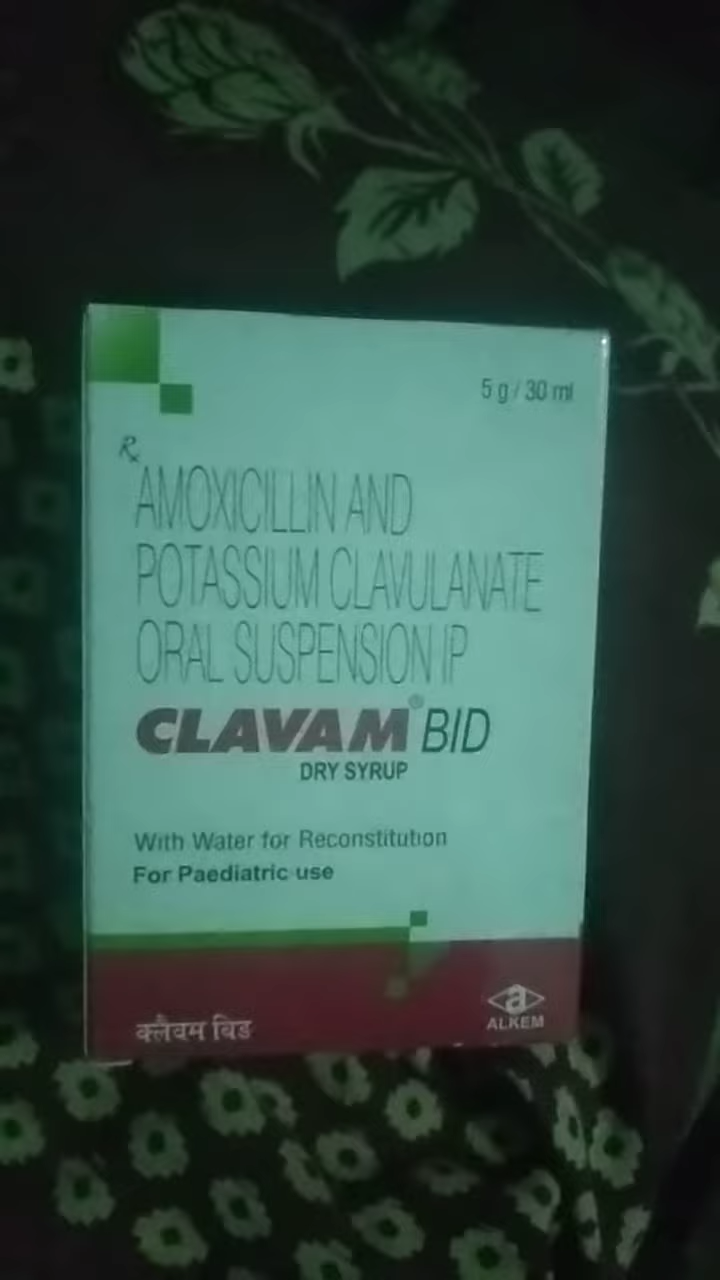 5 g / 30 ml
Rx
AMOXICILLIN AND
POTASSIUM CLAVULANATE
ORAL SUSPENSION IP
CLAVAM® BID
DRY SYRUP
With Water for Reconstitution
For Paediatric use
क्लैवम बिड
a
ALKEM